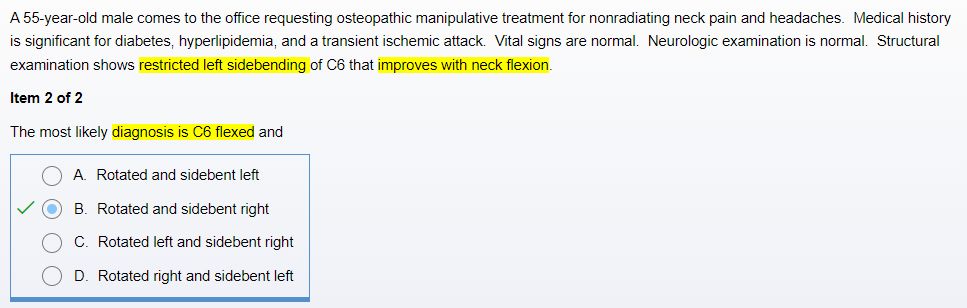 A 55-year-old male comes to the office requesting osteopathic manipulative treatment for nonradiating neck pain and headaches. Medical history
is significant for diabetes, hyperlipidemia, and a transient ischemic attack. Vital signs are normal. Neurologic examination is normal. Structural
examination shows restricted left sidebending of C6 that improves with neck flexion.
Item 2 of 2
The most likely diagnosis is C6 flexed and
A. Rotated and sidebent left
B. Rotated and sidebent right
C. Rotated left and sidebent right
D. Rotated right and sidebent left